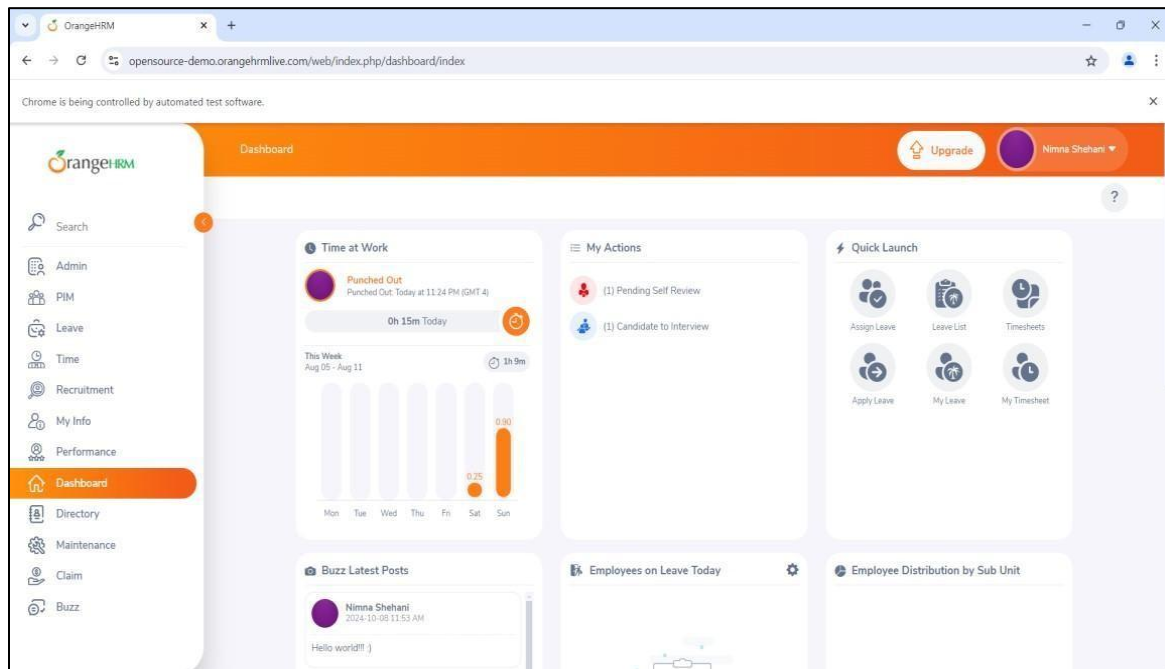 OrangeHRM
opensource-demo.orangehrmlive.com/web/index.php/dashboard/index
Chrome is being controlled by automated test software.
OrangeHRM
Dashboard
Upgrade
Nimna Shehani
?
Search
Admin
PIM
Leave
Time
Recruitment
My Info
Performance
Dashboard
Directory
Maintenance
Claim
Buzz
Time at Work
Punched Out
Punched Out: Today at 11:24 PM (GMT 4)
0h 15m Today
This Week
Aug 05 - Aug 11
1h 9m
0.90
0.25
Mon Tue Wed Thu Fri Sat Sun
My Actions
(1) Pending Self Review
(1) Candidate to Interview
Quick Launch
Assign Leave Leave List Timesheets
Apply Leave My Leave My Timesheet
Buzz Latest Posts
Nimna Shehani
2024-10-08 11:53 AM
Hello world!!! :)
Employees on Leave Today
Employee Distribution by Sub Unit